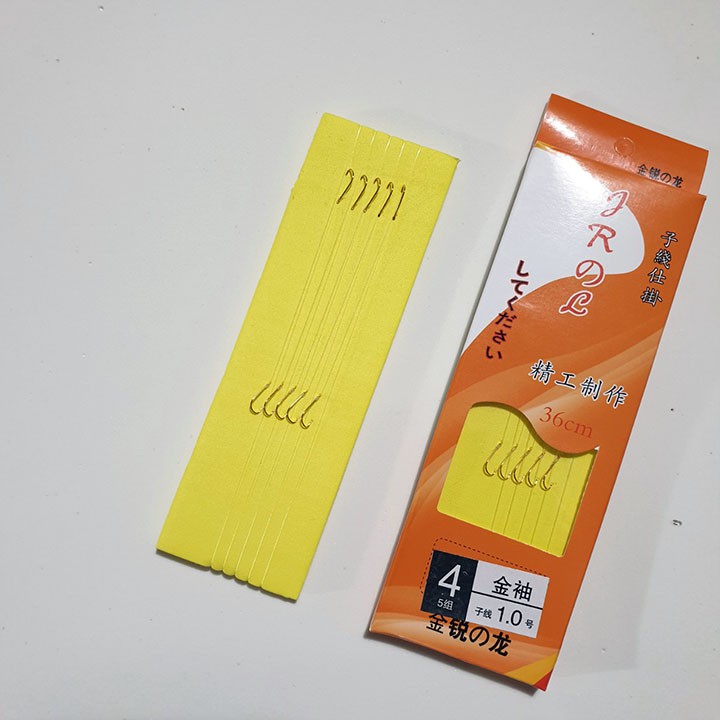 金锐の龙
JRのL
子线仕掛
してください
精工制作
36cm
4
5组
金袖
子线 1.0号
金锐の龙